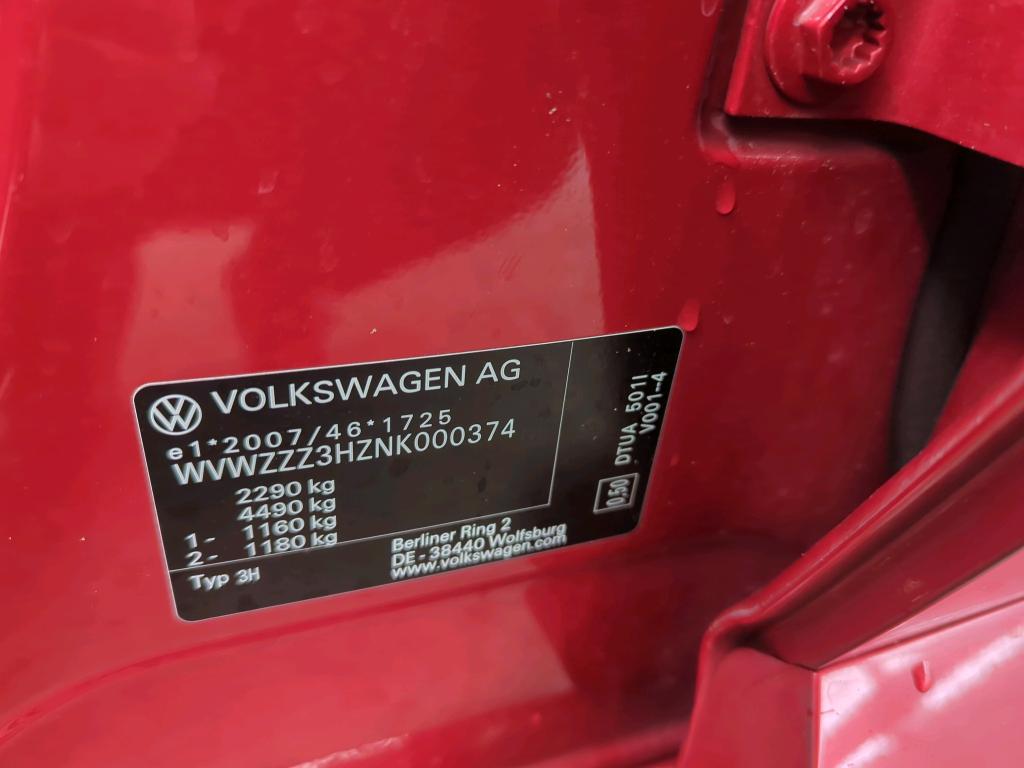 VOLKSWAGEN AG
e1*2007/46*1725
WVWZZZ3HZNK000374
2290 kg
4490 kg
1- 1160 kg
2- 1180 kg
Typ 3H
Berliner Ring 2
DE-38440 Wolfsburg
www.volkswagen.com
0,50
DTUA 5011
V001-4